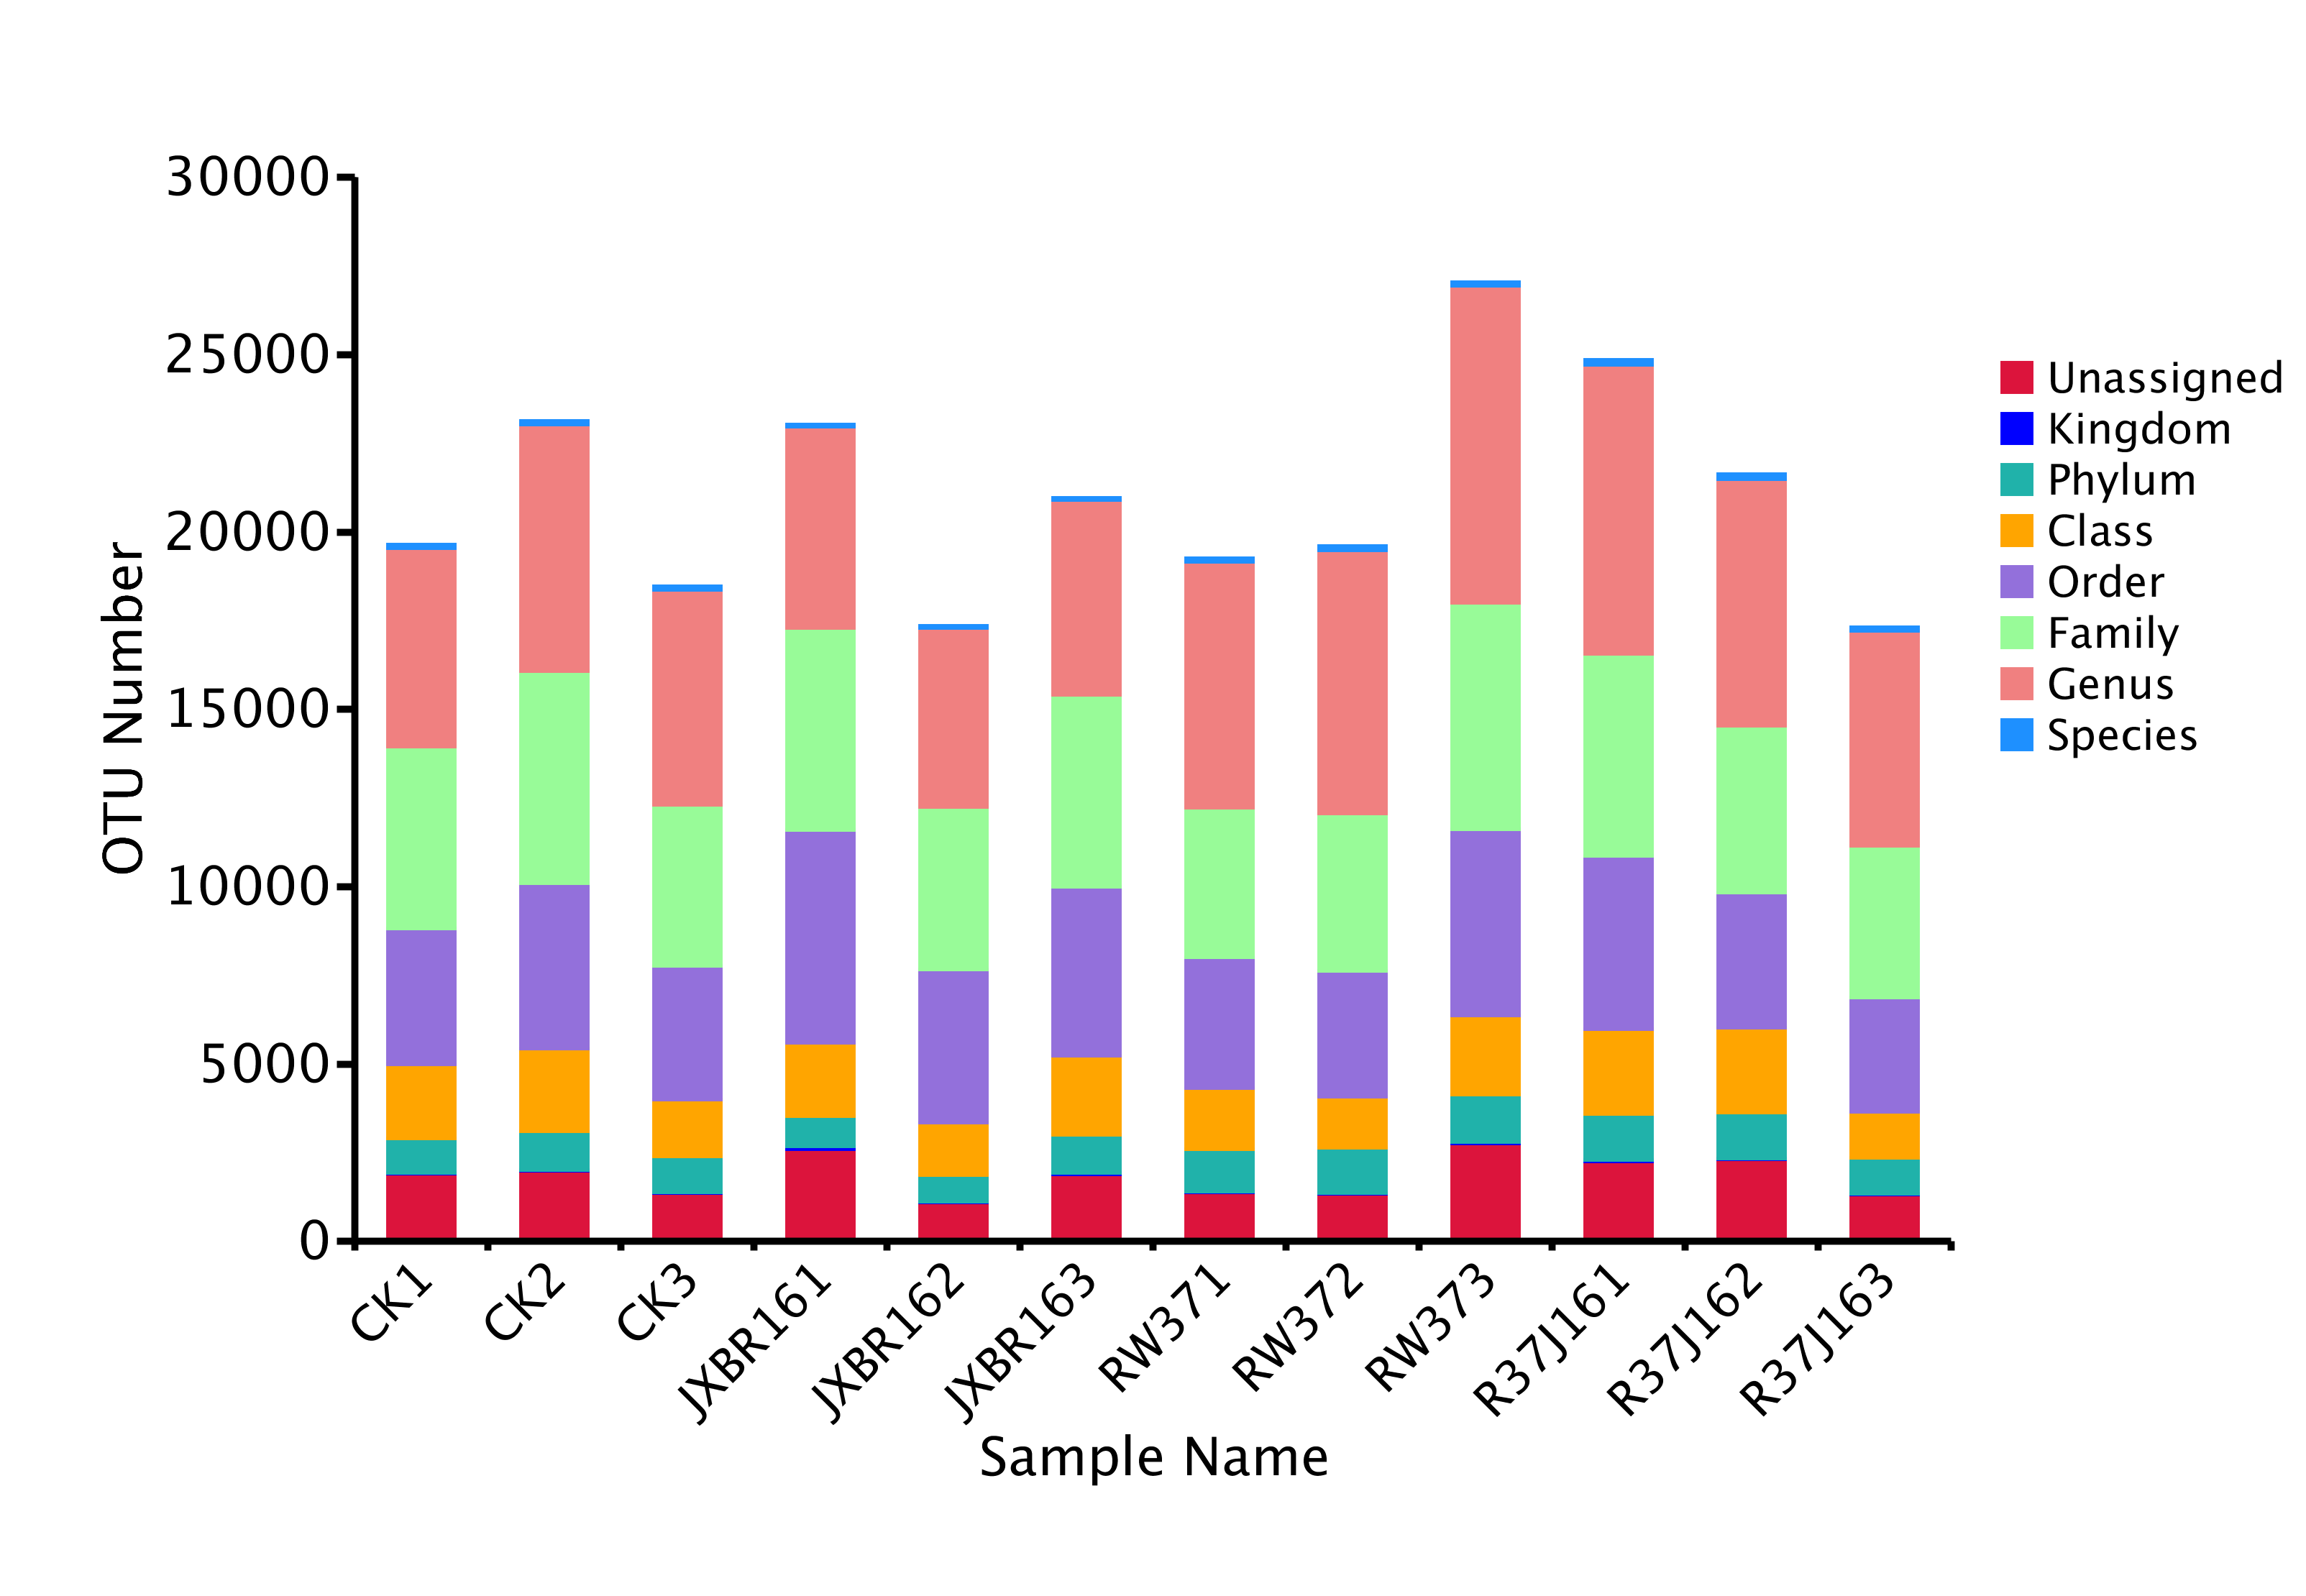 30000
25000
20000
15000
10000
5000
0
OTU Number
CK1
CK2
CK3
JXBR161
JXBR162
JXBR163
RW371
RW372
RW373
R37J161
R37J162
R37J163
Sample Name
Unassigned
Kingdom
Phylum
Class
Order
Family
Genus
Species